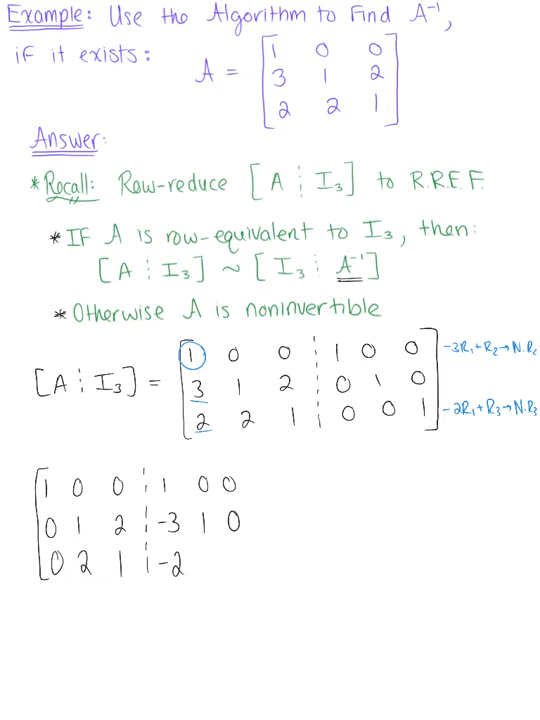 Example: Use the Algorithm to Find A⁻¹,
if it exists:
A = [1 0 0
3 1 2
2 2 1]
Answer:
*Recall: Row-reduce [A ⋮ I₃] to R.R.E.F.
*IF A is row-equivalent to I₃, then:
[A ⋮ I₃] ~ [I₃ ⋮ A⁻¹]
*Otherwise A is noninvertible
[1 0 0 ⋮ 1 0 0] -3R₁+R₂→N.R₂
[A ⋮ I₃] = 3 1 2 ⋮ 0 1 0
2 2 1 ⋮ 0 0 1 -2R₁+R₃→N.R₃
[1 0 0 ⋮ 1 0 0
0 1 2 ⋮ -3 1 0
0 2 1 ⋮ -2